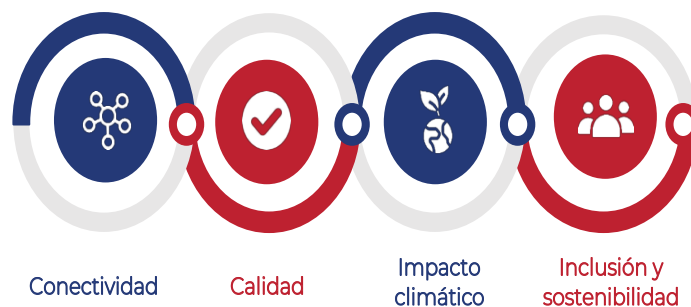 Conectividad
Calidad
Impacto
climático
Inclusión y
sostenibilidad